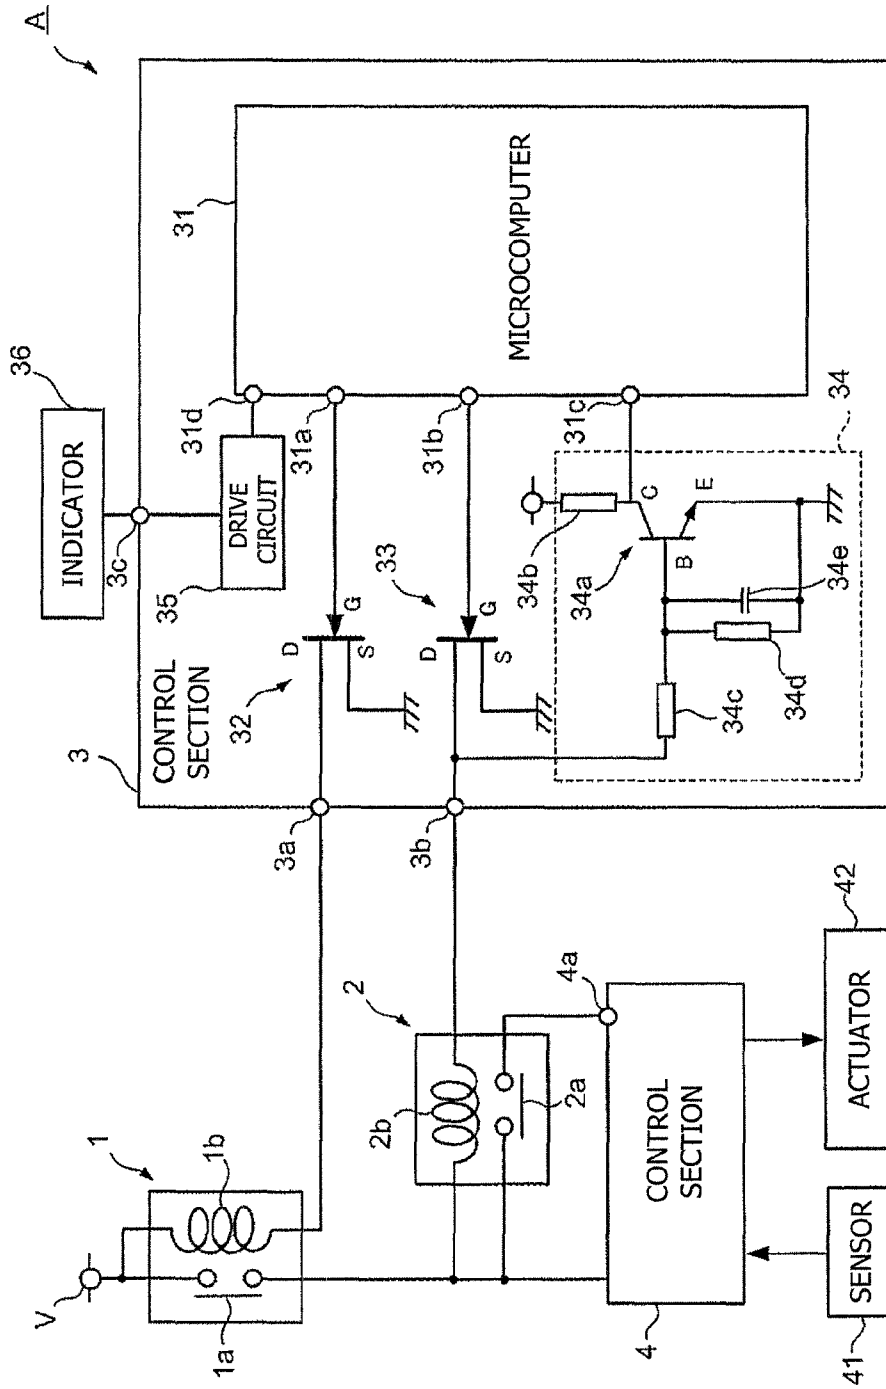 A
36
INDICATOR
3
CONTROL
SECTION
3c
35
DRIVE
CIRCUIT
31d
31
MICROCOMPUTER
31a
31b
31c
32
D
G
S
33
D
G
S
34
34b
34a
C
B
E
34c
34d
34e
3a
3b
V
1
1a
1b
2
2b
2a
4a
CONTROL
SECTION
4
SENSOR
41
ACTUATOR
42